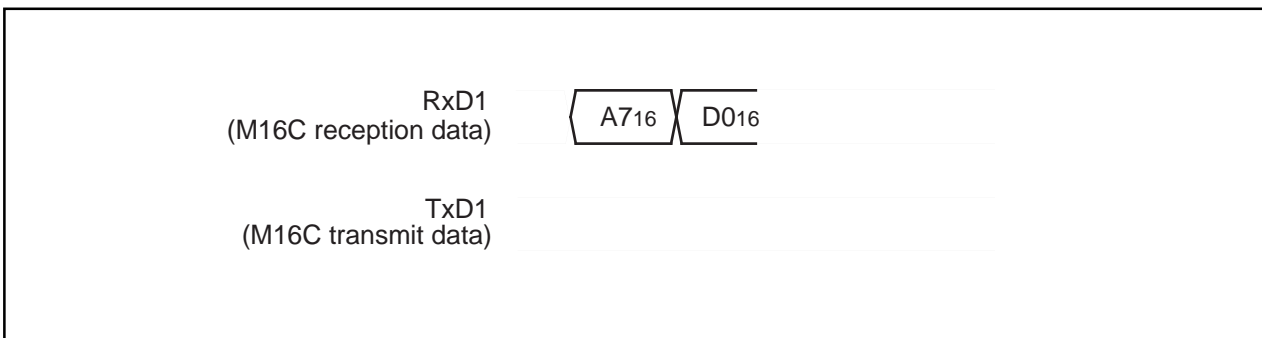 RxD1
(M16C reception data)
A716
D016
TxD1
(M16C transmit data)